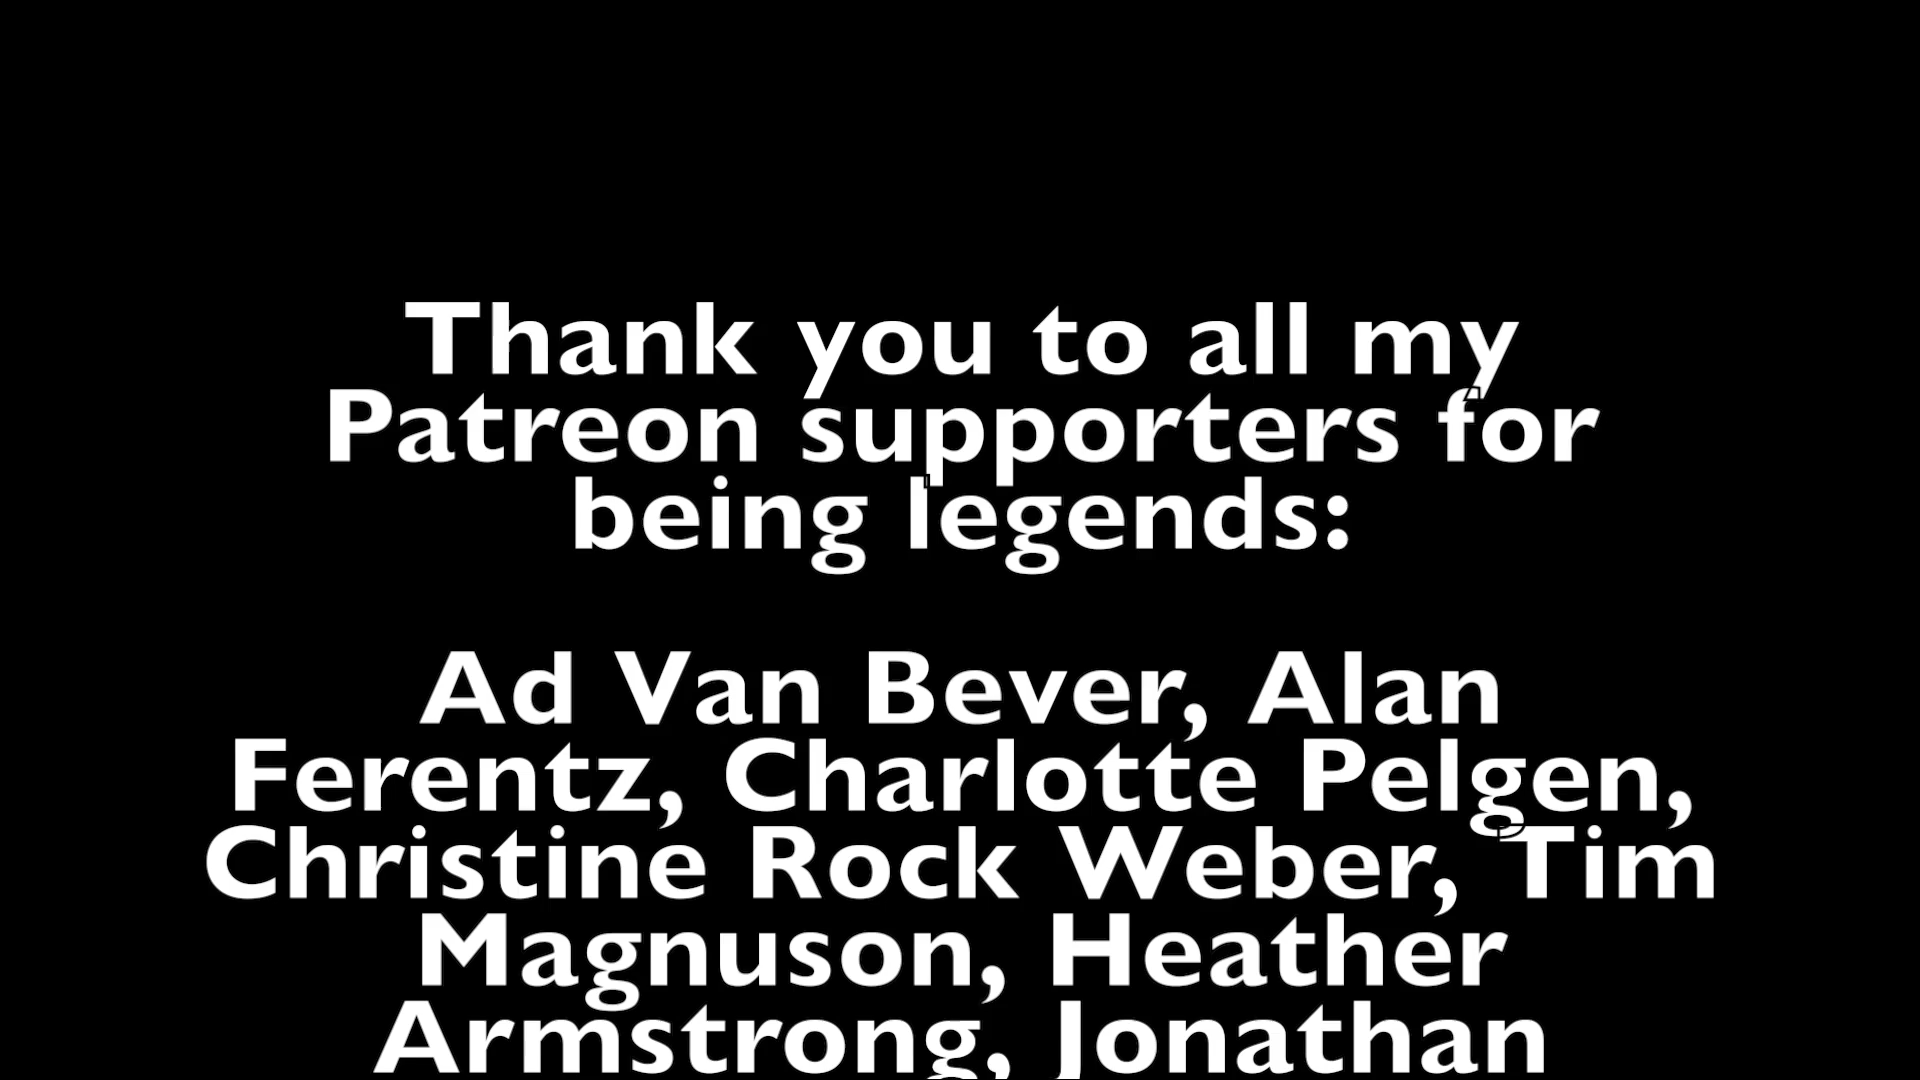 Thank you to all my
Patreon supporters for
being legends:
Ad Van Bever, Alan
Ferentz, Charlotte Pelgen,
Christine Rock Weber, Tim
Magnuson, Heather
Armstrong, Jonathan